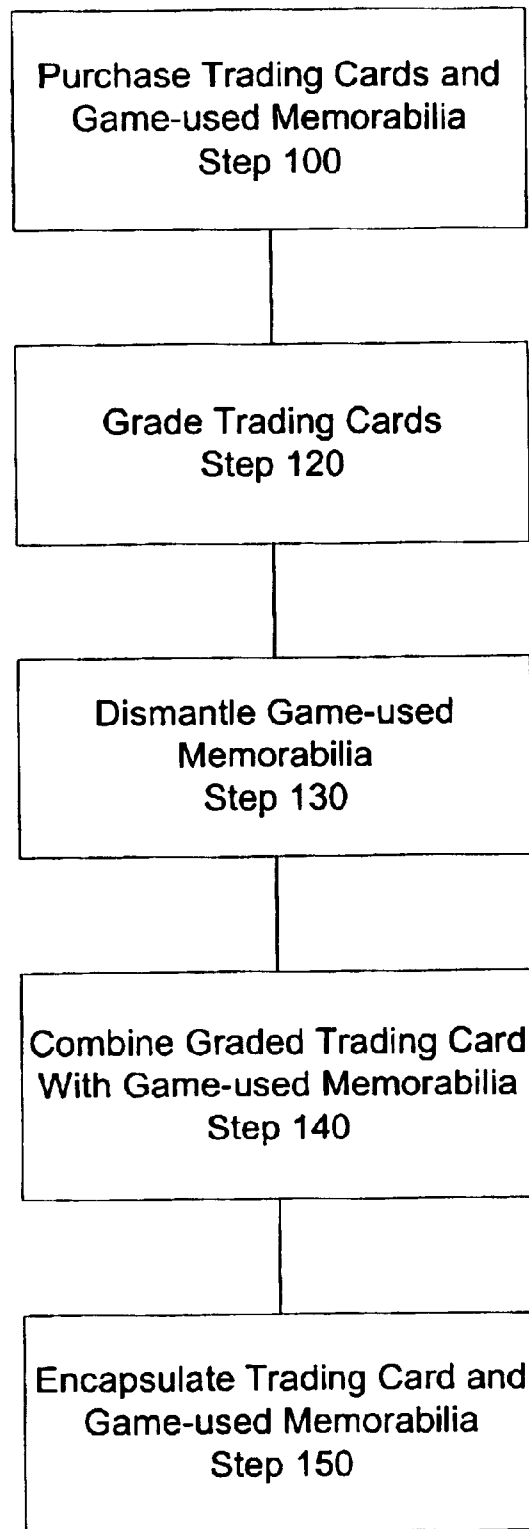 Purchase Trading Cards and
Game-used Memorabilia
Step 100
Grade Trading Cards
Step 120
Dismantle Game-used
Memorabilia
Step 130
Combine Graded Trading Card
With Game-used Memorabilia
Step 140
Encapsulate Trading Card and
Game-used Memorabilia
Step 150